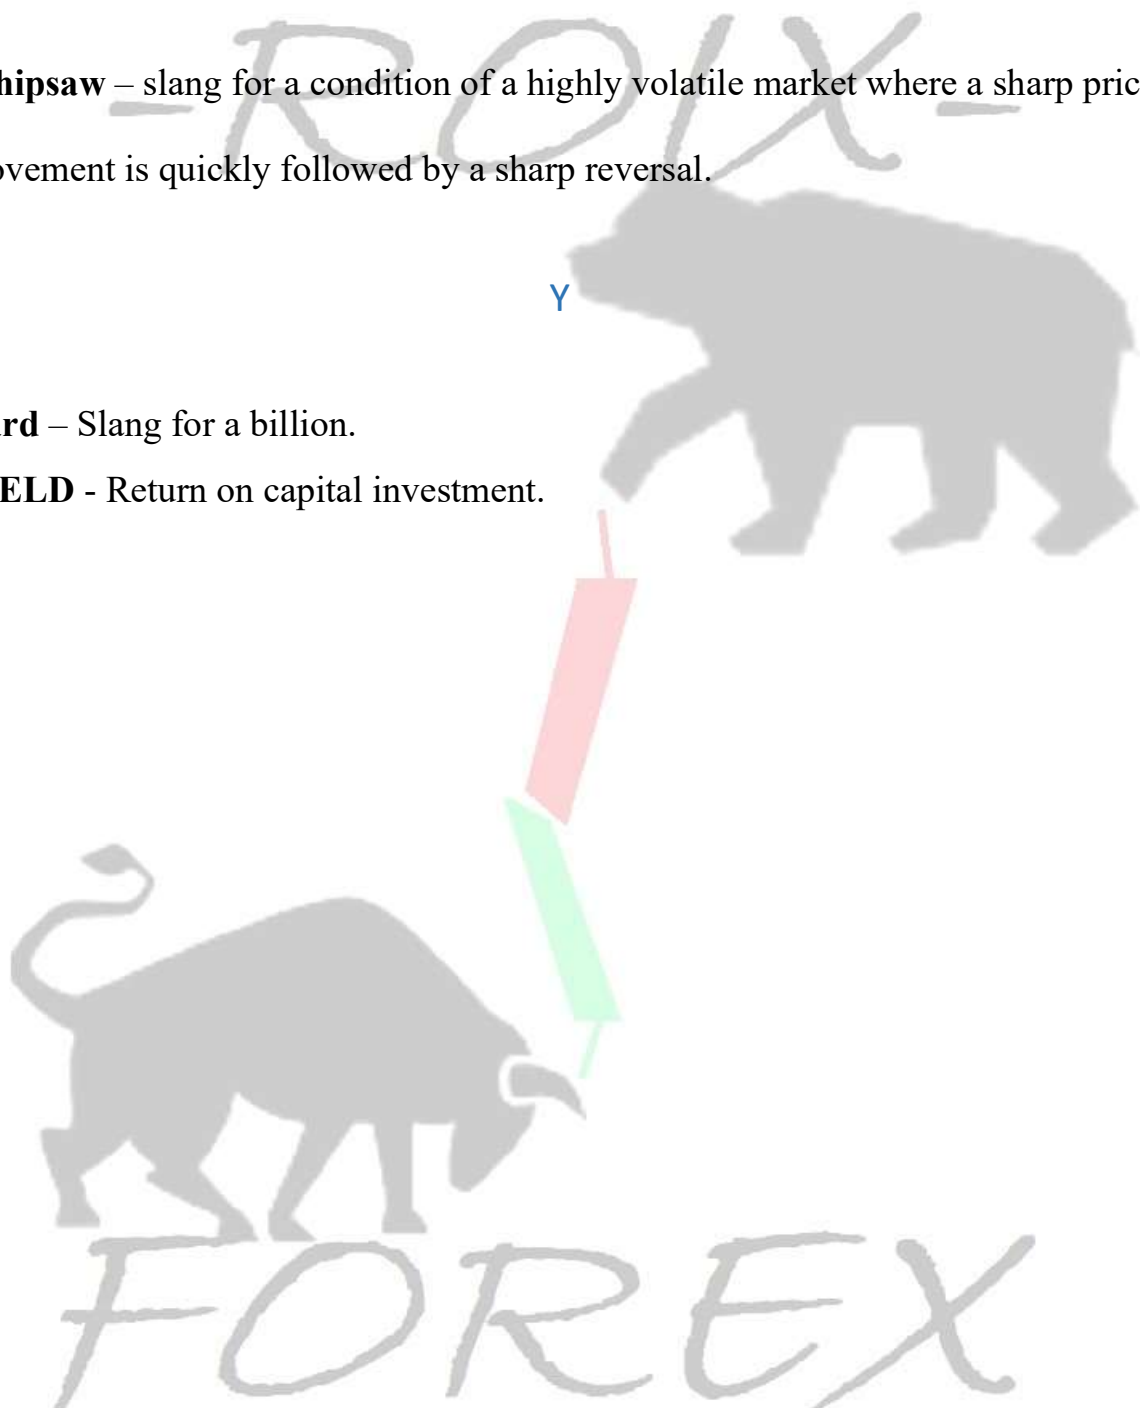 -ROIX-
hipsaw – slang for a condition of a highly volatile market where a sharp pric
ovement is quickly followed by a sharp reversal.
Y
rd – Slang for a billion.
ELD - Return on capital investment.
FOREX